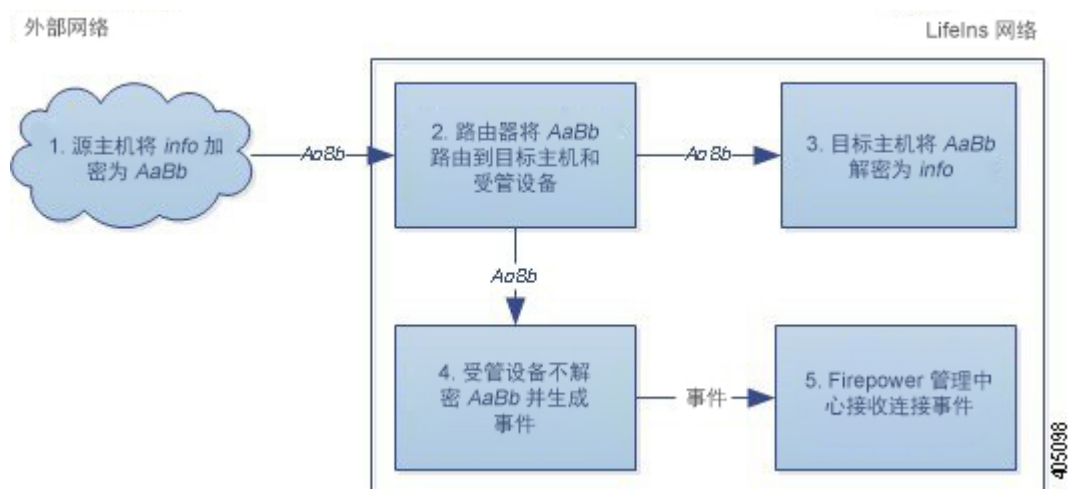 外部网络
LifeIns 网络
1. 源主机将 info 加
密为 AaBb
AaBb
2. 路由器将 AaBb
路由到目标主机和
受管设备
AaBb
3. 目标主机将 AaBb
解密为 info
AaBb
4. 受管设备不解
密 AaBb 并生成
事件
事件
5. Firepower 管理中
心接收连接事件
405098